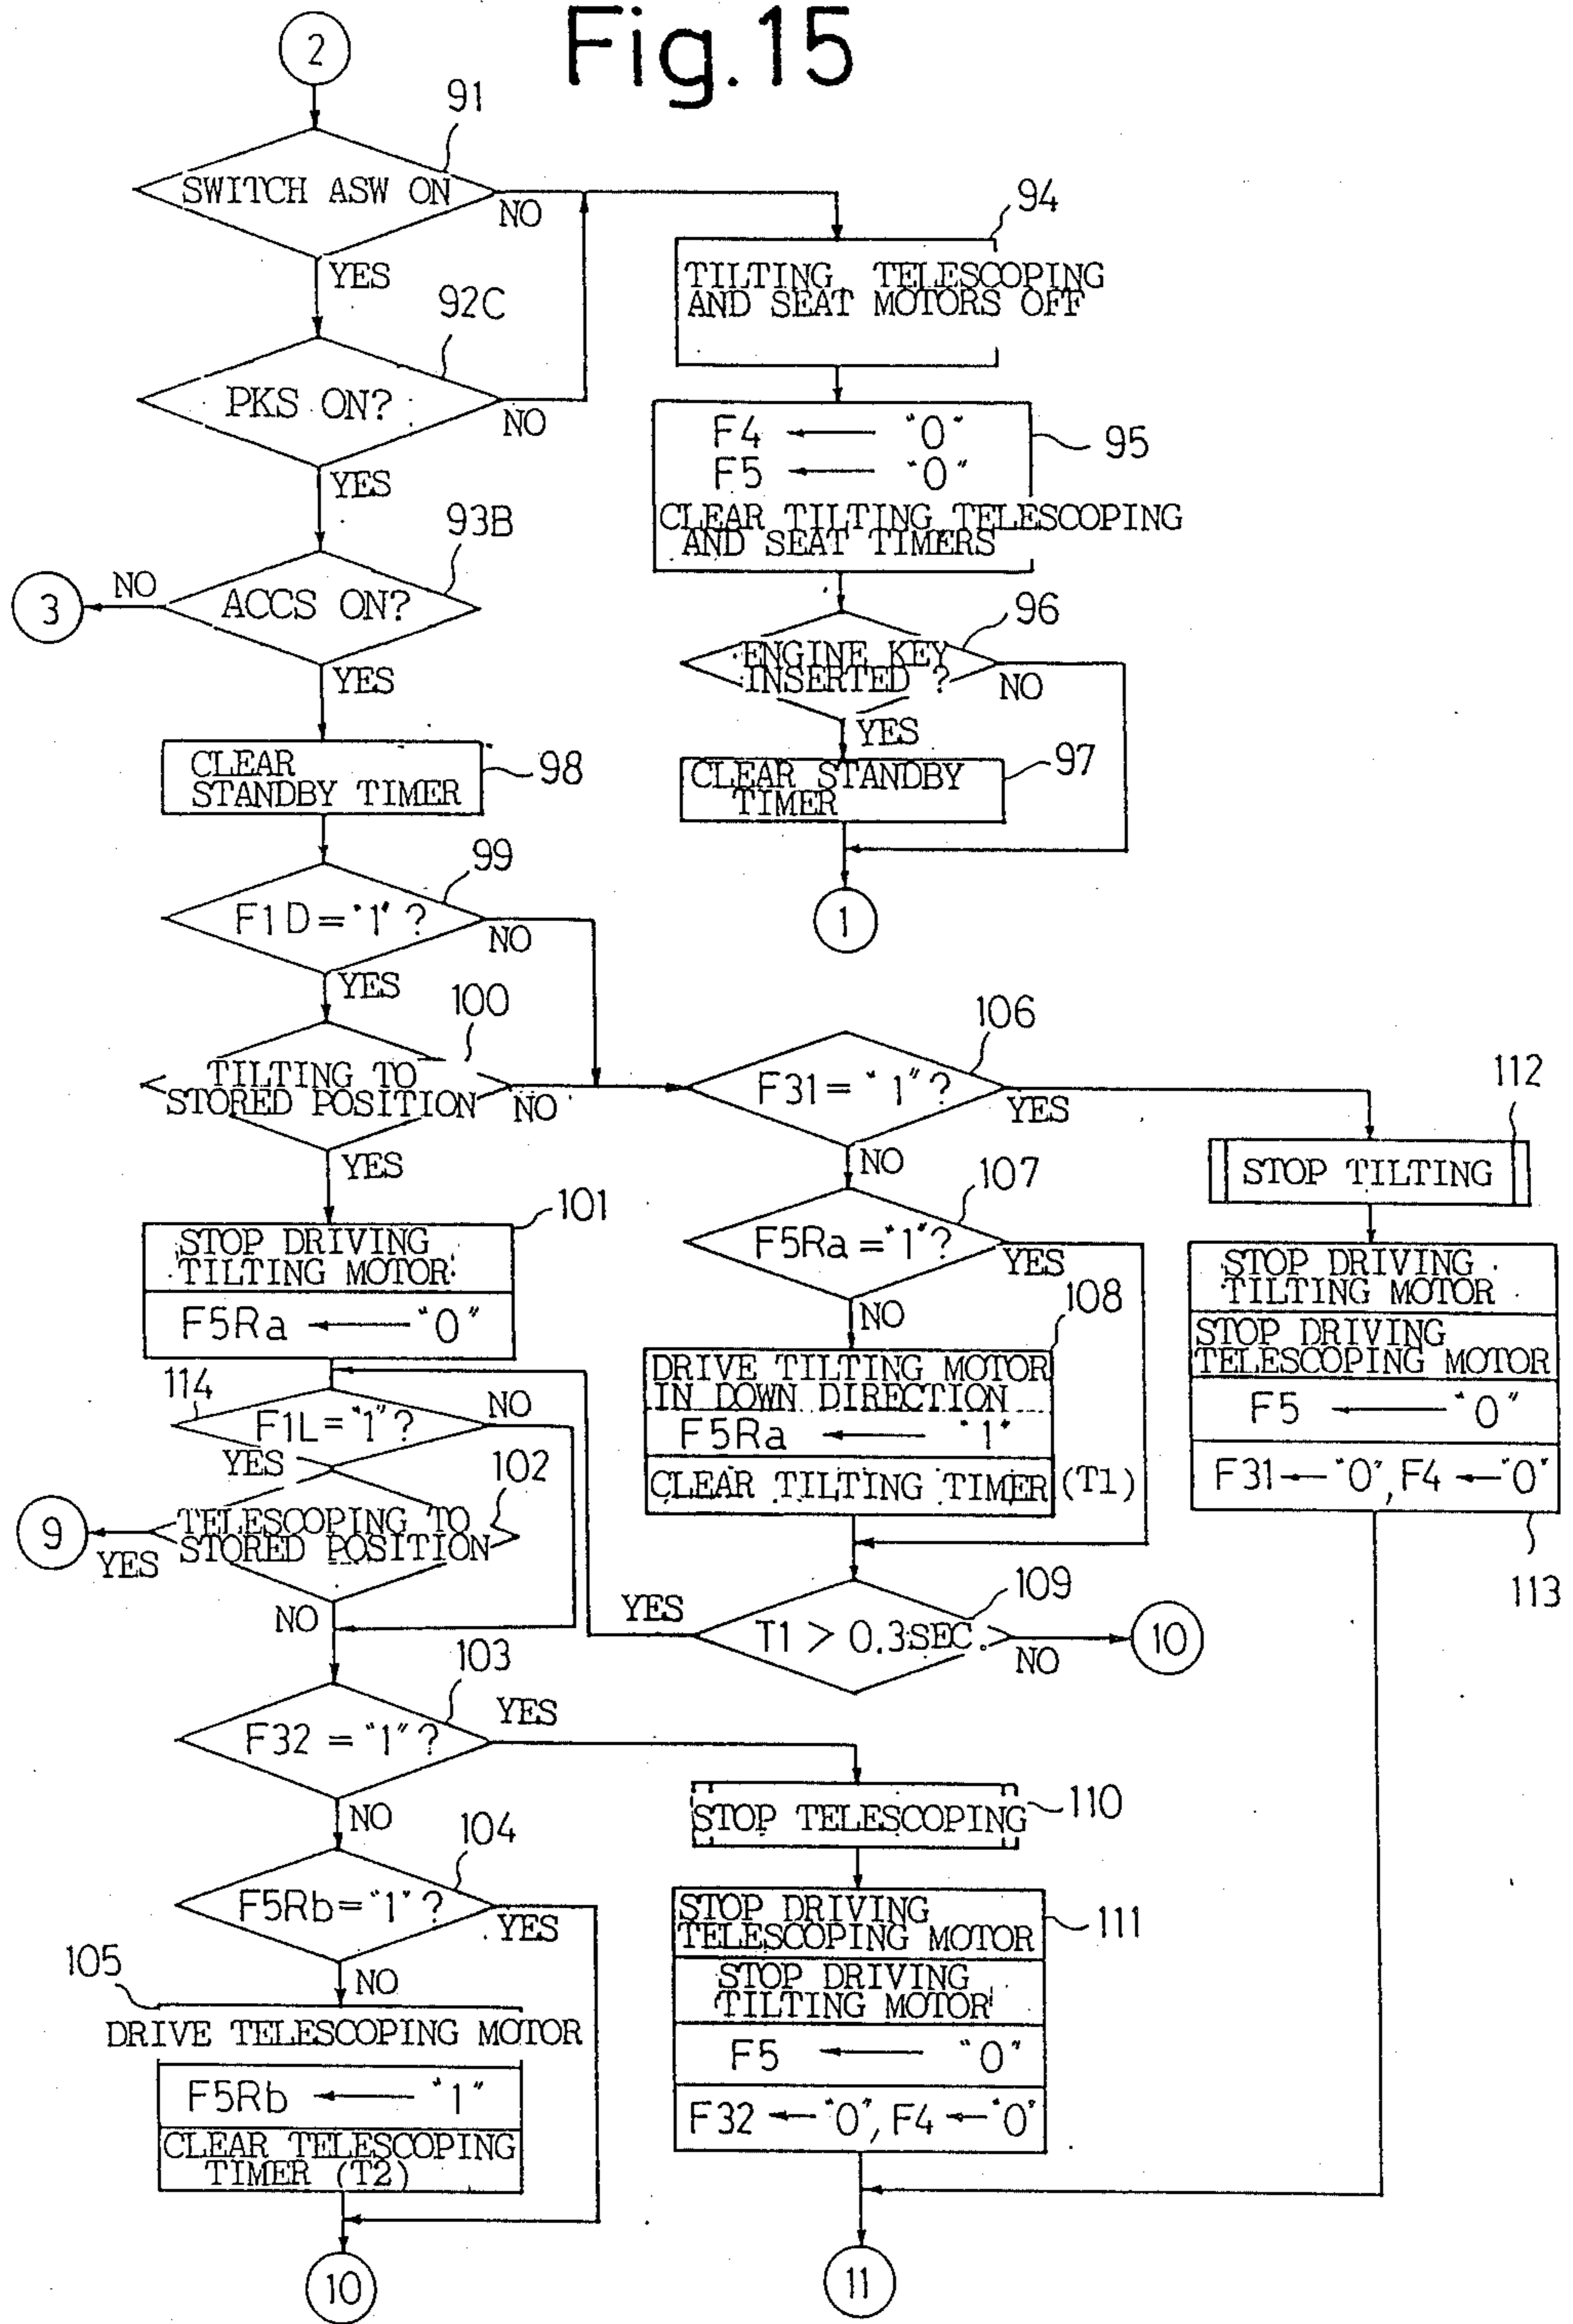 Fig.15
2
91
SWITCH ASW ON
NO
YES
94
TILTING, TELESCOPING
AND SEAT MOTORS OFF
92C
PKS ON?
NO
YES
F4 ← "0"
F5 ← "0"
CLEAR TILTING TELESCOPING
AND SEAT TIMERS
95
93B
ACCS ON?
NO
3
YES
96
ENGINE KEY
INSERTED ?
NO
YES
98
CLEAR
STANDBY TIMER
97
CLEAR STANDBY
TIMER
1
99
F1D="1"?
NO
YES
100
TILTING TO
STORED POSITION
NO
YES
106
F31="1"?
YES
NO
112
STOP TILTING
107
F5Ra="1"?
YES
NO
101
STOP DRIVING
TILTING MOTOR
F5Ra ← "0"
108
DRIVE TILTING MOTOR
IN DOWN DIRECTION
F5Ra ← "1"
CLEAR TILTING TIMER (T1)
STOP DRIVING
TILTING MOTOR
STOP DRIVING
TELESCOPING MOTOR
F5 ← "0"
F31 ← "0", F4 ← "0"
113
114
F1L="1"?
NO
YES
102
TELESCOPING TO
STORED POSITION
YES
9
NO
109
T1 > 0.3 SEC.
YES
NO
10
103
F32="1"?
YES
NO
110
STOP TELESCOPING
104
F5Rb="1"?
YES
NO
111
STOP DRIVING
TELESCOPING MOTOR
STOP DRIVING
TILTING MOTOR
F5 ← "0"
F32 ← "0", F4 ← "0"
105
DRIVE TELESCOPING MOTOR
F5Rb ← "1"
CLEAR TELESCOPING
TIMER (T2)
10
11